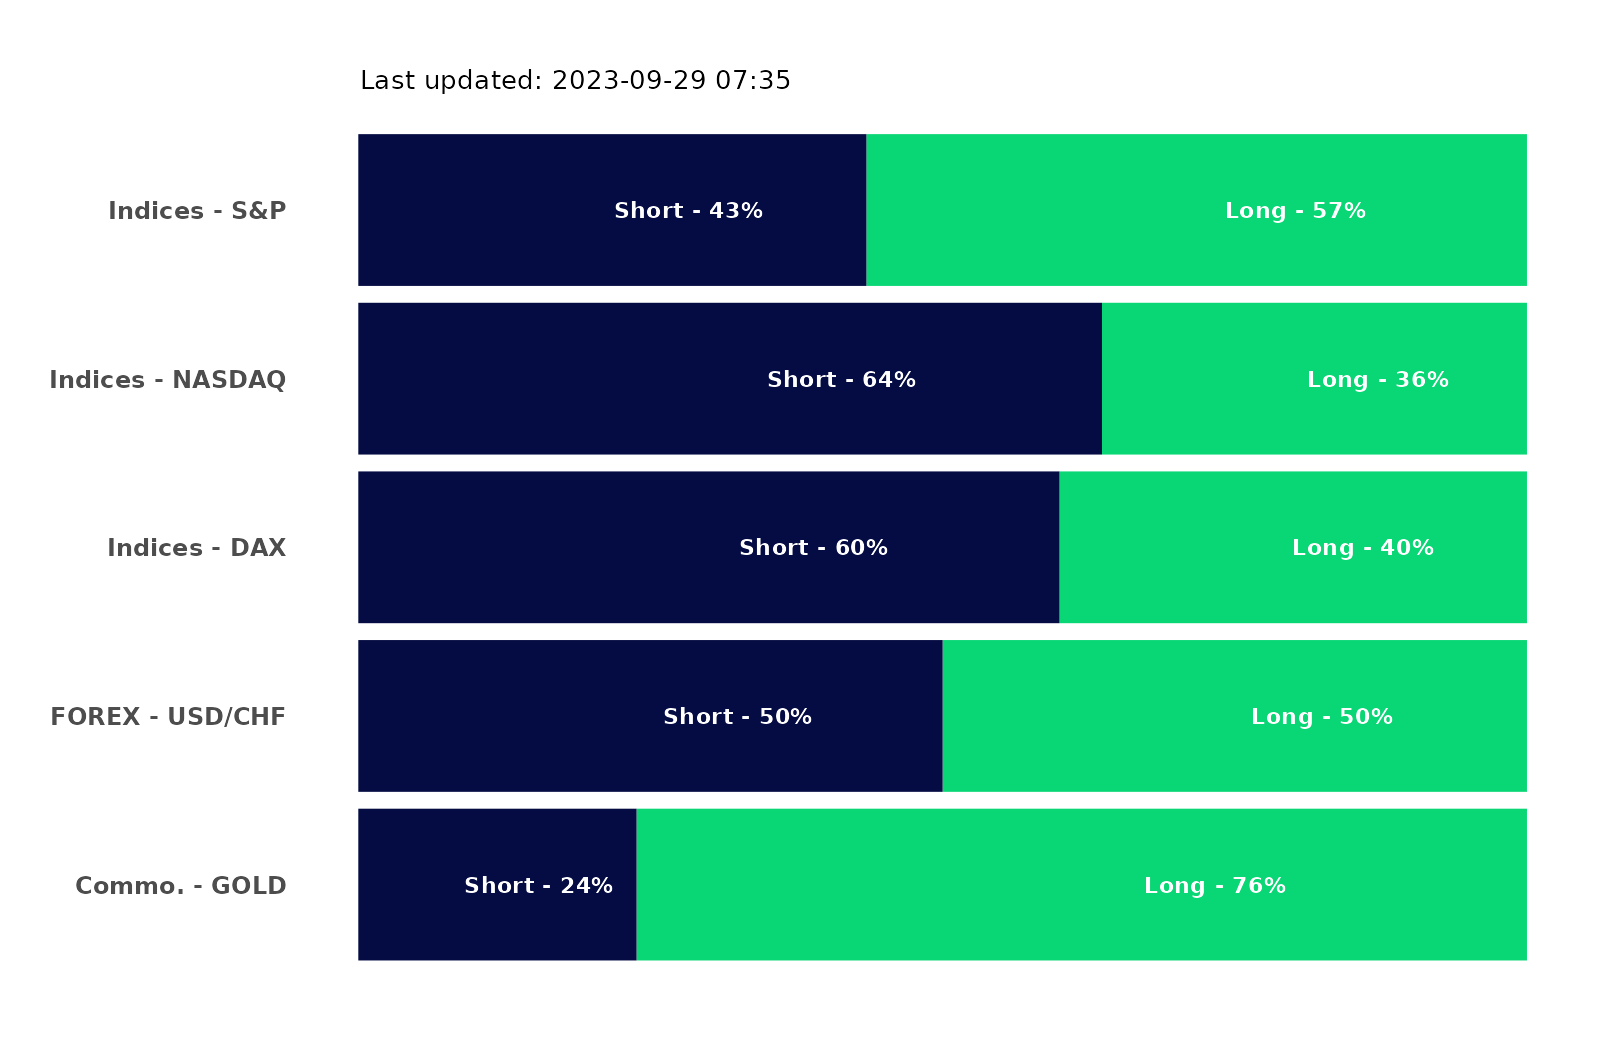 Last updated: 2023-09-29 07:35
Indices - S&P Short - 43% Long - 57%
Indices - NASDAQ Short - 64% Long - 36%
Indices - DAX Short - 60% Long - 40%
FOREX - USD/CHF Short - 50% Long - 50%
Commo. - GOLD Short - 24% Long - 76%